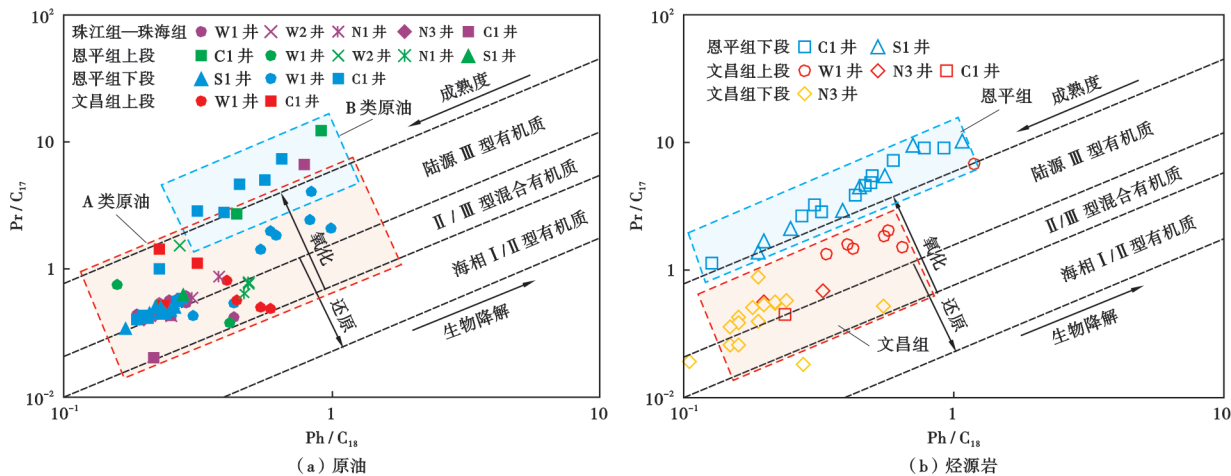 10²
珠江组—珠海组 W1 井 W2 井 N1 井 N3 井 C1 井
恩平组上段 C1 井 W1 井 W2 井 N1 井 S1 井
恩平组下段 S1 井 W1 井 C1 井
文昌组上段 W1 井 C1 井
B 类原油
成熟度
10
陆源 Ⅲ 型有机质
A 类原油
Ⅱ / Ⅲ 型混合有机质
氧化
1
海相 Ⅰ / Ⅱ 型有机质
还原
生物降解
Pr / C₁₇
10⁻²
10⁻¹ 1 10
Ph / C₁₈
（a）原油
10²
恩平组下段 C1 井 S1 井
文昌组上段 W1 井 N3 井 C1 井
文昌组下段 N3 井
恩平组
成熟度
10
陆源 Ⅲ 型有机质
Ⅱ / Ⅲ 型混合有机质
氧化
1
海相 Ⅰ / Ⅱ 型有机质
还原
文昌组
生物降解
Pr / C₁₇
10⁻²
10⁻¹ 1 10
Ph / C₁₈
（b）烃源岩